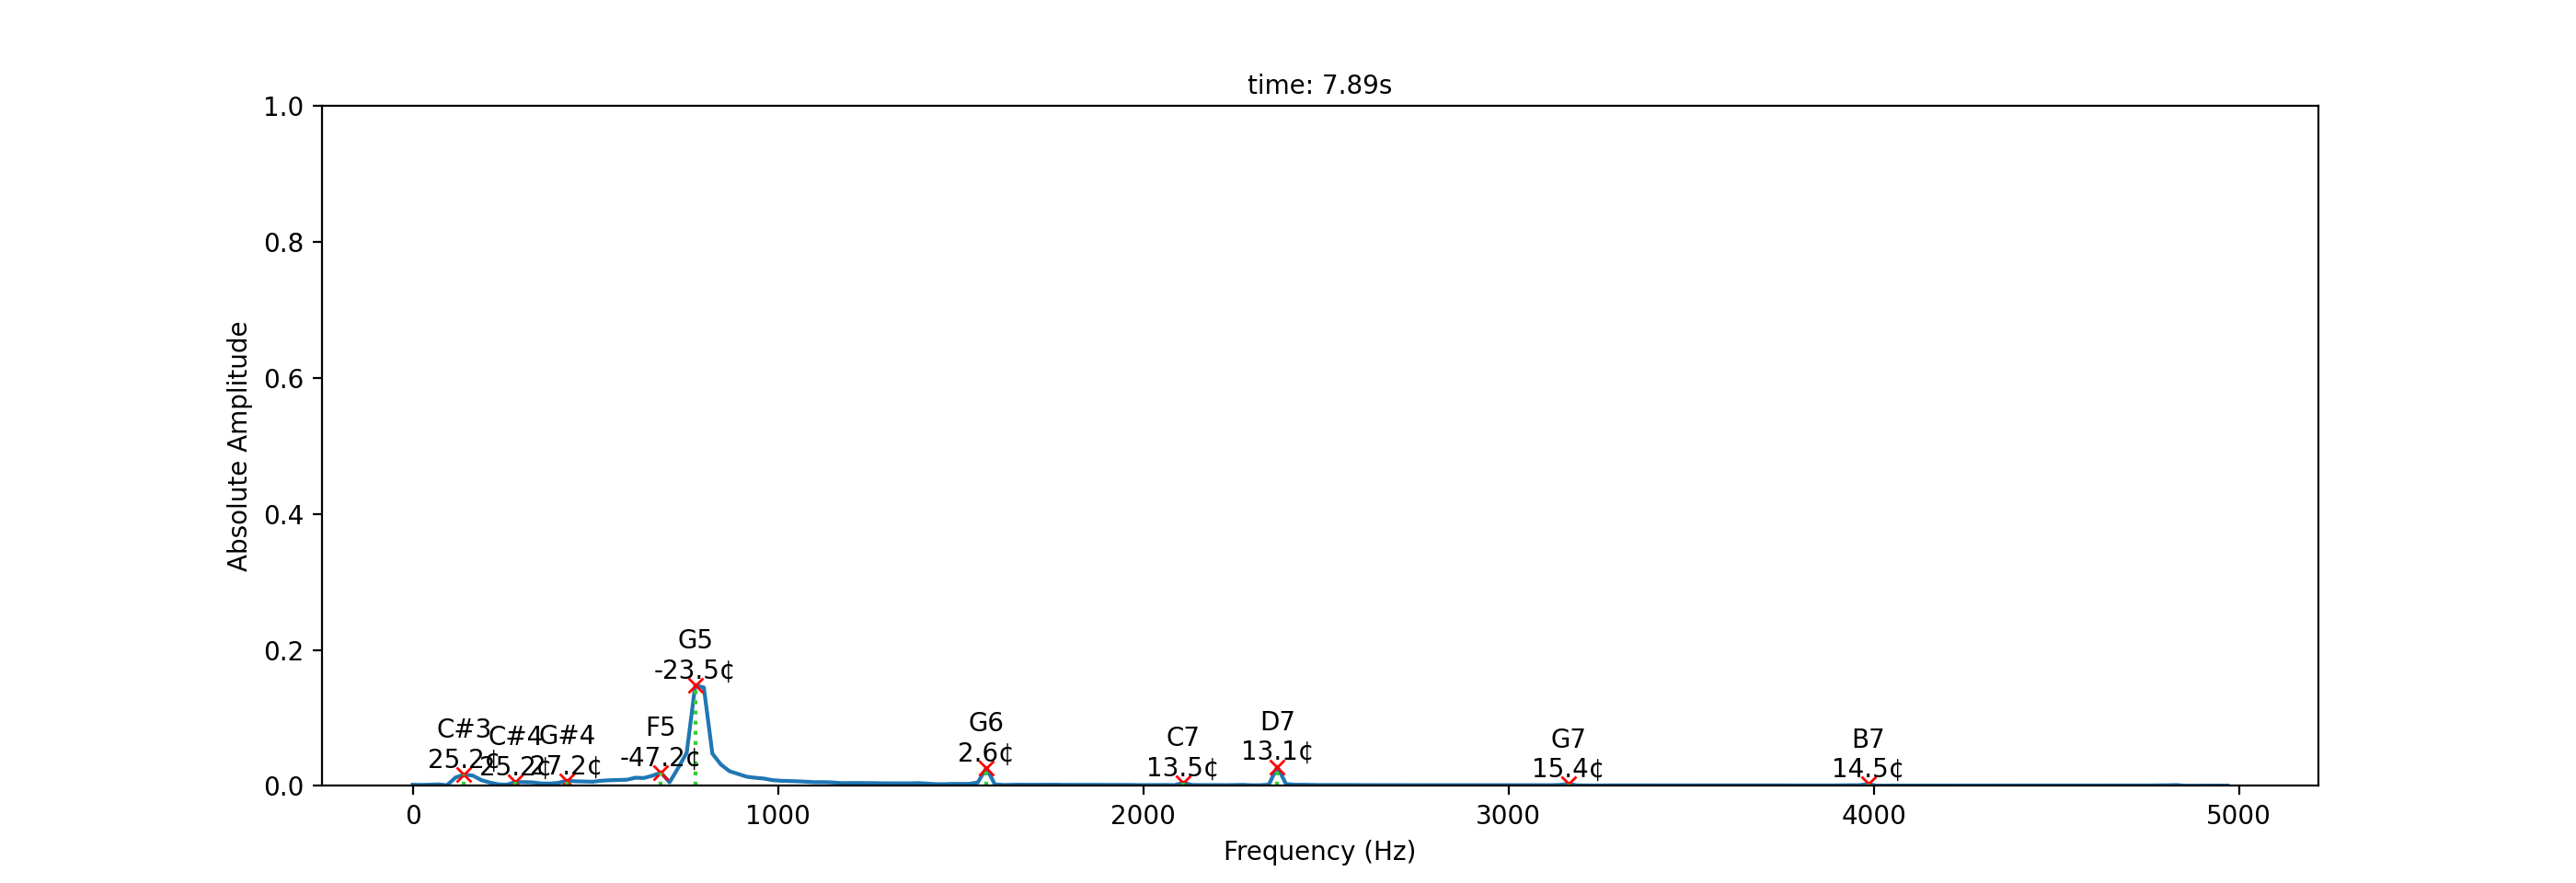 time: 7.89s
1.0
0.8
0.6
0.4
0.2
0.0
Absolute Amplitude
G5
-23.5¢
C#3
25.2¢
C#4
25.2¢
G#4
27.2¢
F5
-47.2¢
G6
2.6¢
C7
13.5¢
D7
13.1¢
G7
15.4¢
B7
14.5¢
0
1000
2000
3000
4000
5000
Frequency (Hz)